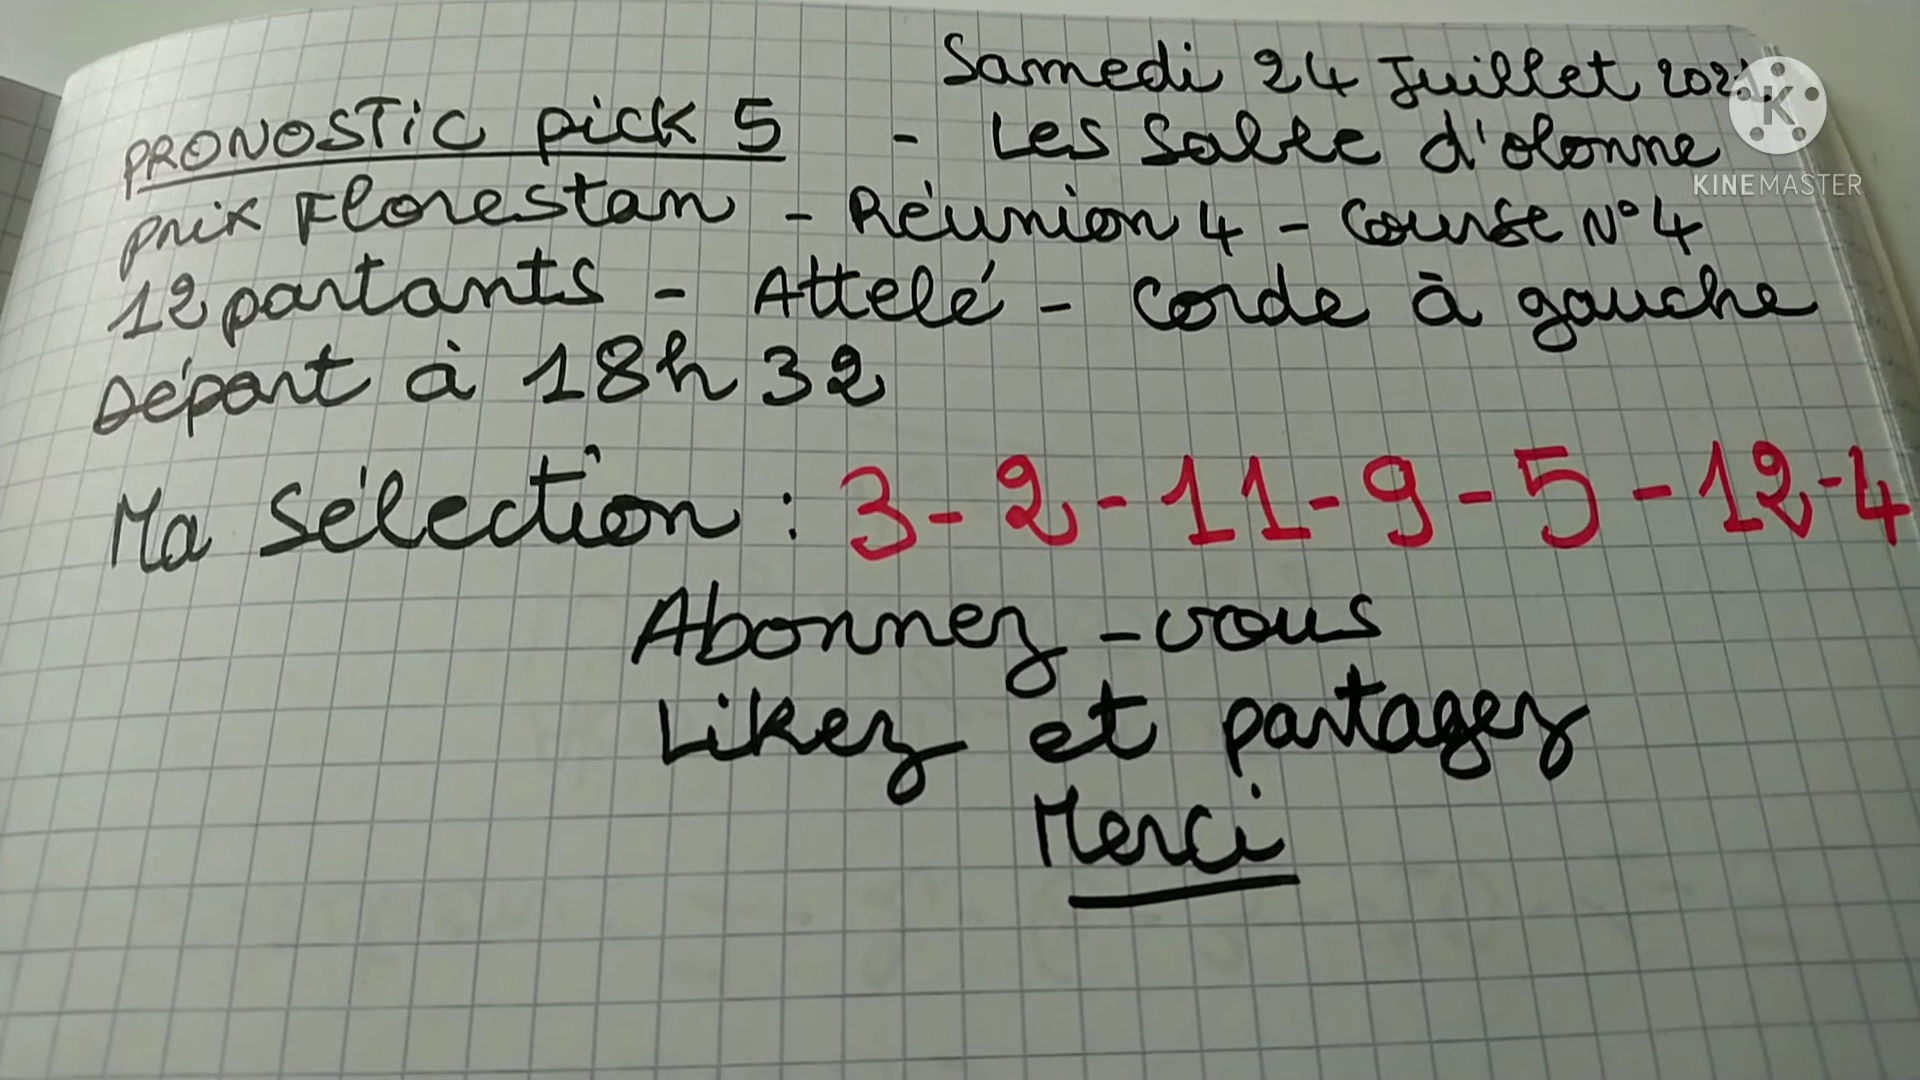 Samedi 24 Juillet
PRONOSTIC pick 5 - Les Sable d'olonne
prix Florestan - Réunion 4 - Course N°4
12 partants - Attelé - Corde à gauche
Départ à 18h32
Ma sélection : 3-2-11-9-5-12-4
Abonnez-vous
Likez et partagez
Merci
K
KINEMASTER